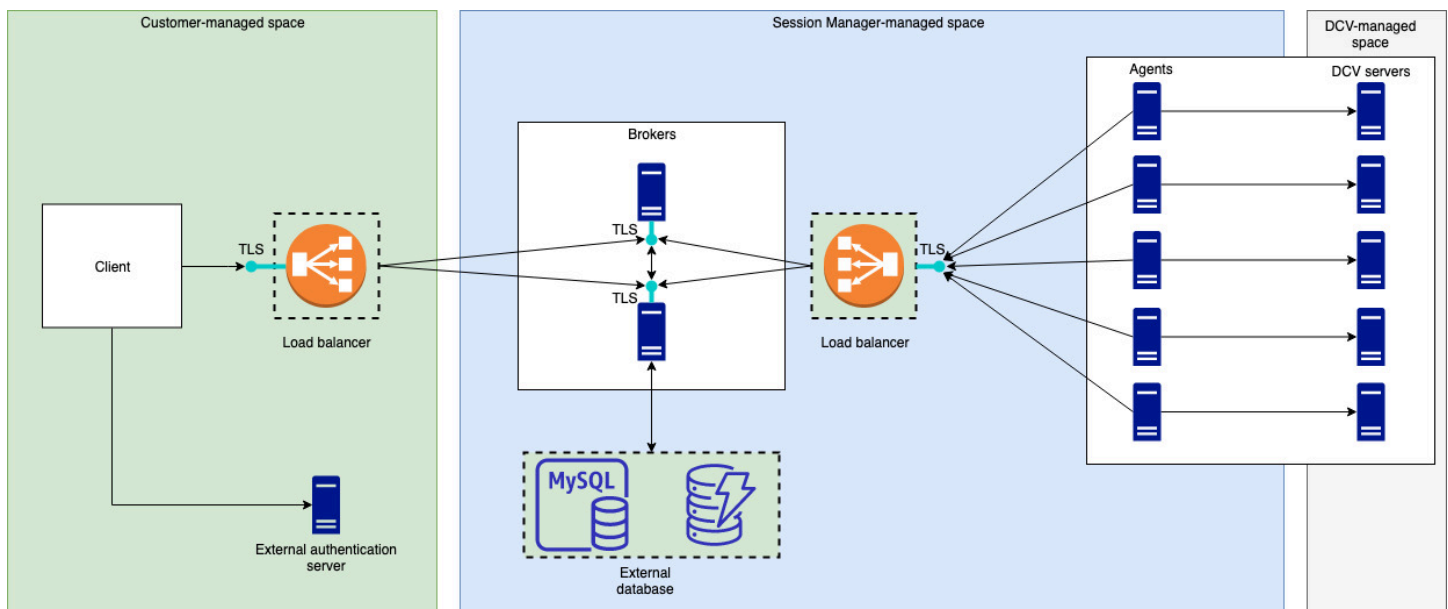 Customer-managed space
Session Manager-managed space
DCV-managed
space
Agents
DCV servers
Brokers
TLS
TLS
TLS
Client
TLS
Load balancer
Load balancer
MySQL
External authentication
server
External
database